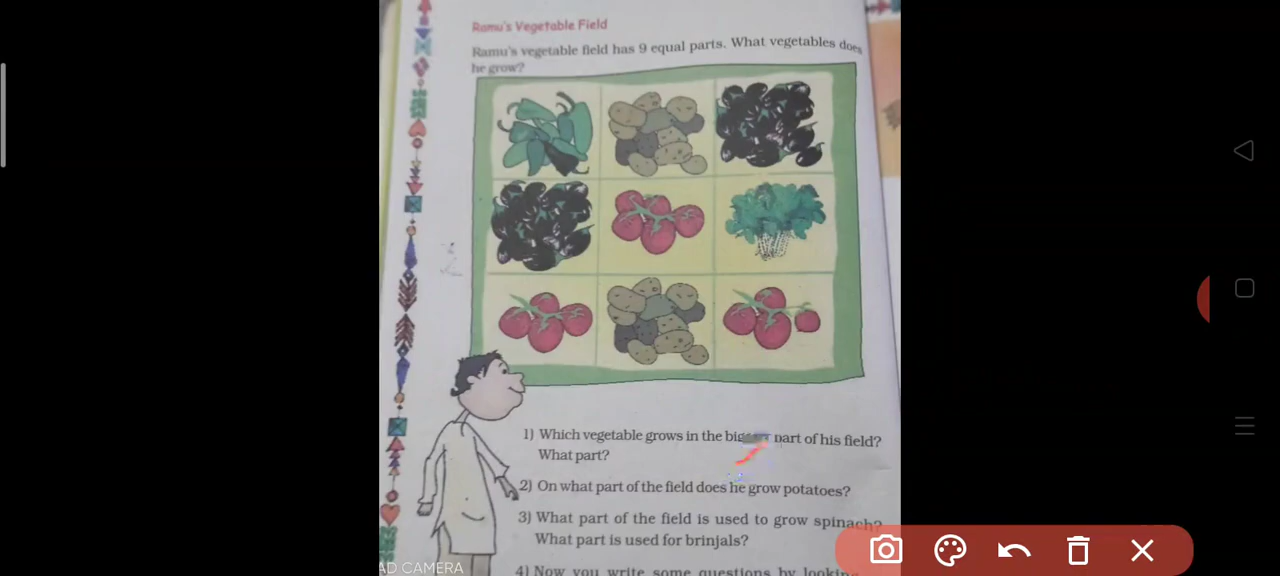 Ramu's Vegetable Field
Ramu's vegetable field has 9 equal parts. What vegetables does
he grow?
1) Which vegetable grows in the part of his field?
What part?
2) On what part of the field does he grow potatoes?
3) What part of the field is used to grow spinach?
What part is used for brinjals?
4) Now you write some questions by
AD CAMERA